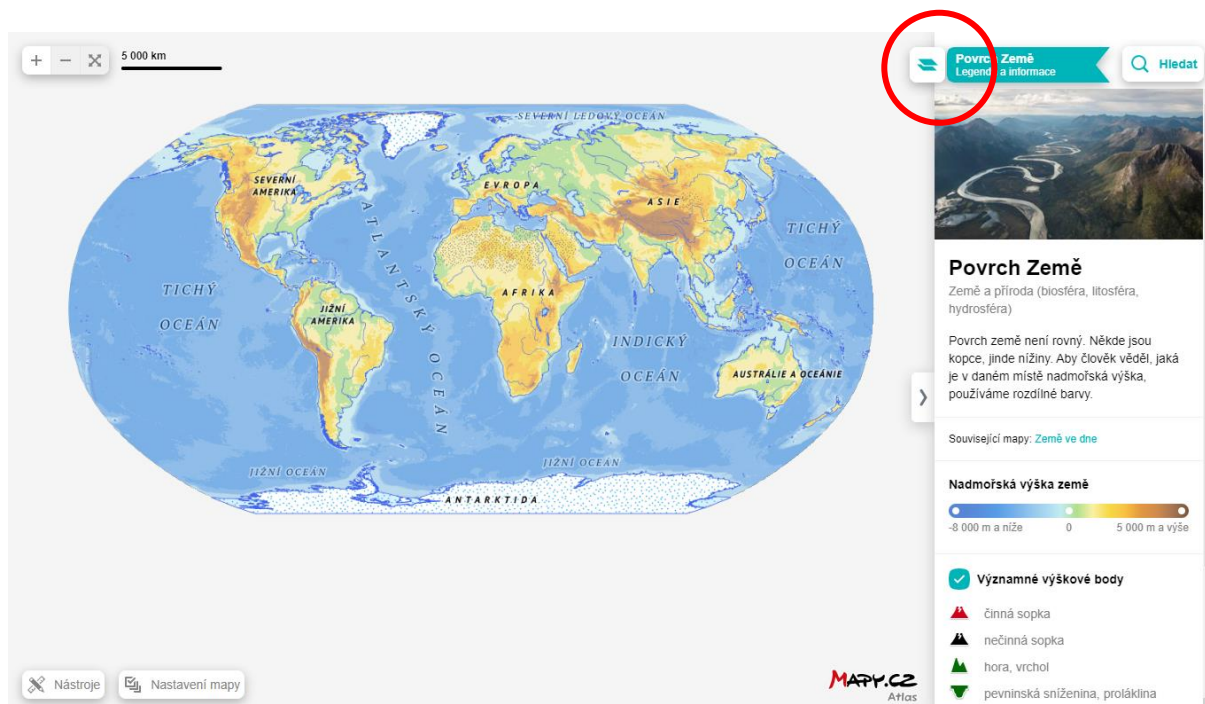 5 000 km
Povrch Země
Legenda a informace
Hledat
SEVERNÍ LEDOVÝ OCEÁN
SEVERNÍ
AMERIKA
EVROPA
ASIE
ATLANTSKÝ OCEÁN
TICHÝ
OCEÁN
TICHÝ
OCEÁN
AFRIKA
JIŽNÍ
AMERIKA
INDICKÝ
OCEÁN
AUSTRÁLIE A OCEÁNIE
JIŽNÍ OCEÁN
JIŽNÍ OCEÁN
ANTARKTIDA
Povrch Země
Země a příroda (biosféra, litosféra,
hydrosféra)
Povrch země není rovný. Někde jsou
kopce, jinde nížiny. Aby člověk věděl, jaká
je v daném místě nadmořská výška,
používáme rozdílné barvy.
Související mapy: Země ve dne
Nadmořská výška země
-8 000 m a níže 0 5 000 m a výše
Významné výškové body
činná sopka
nečinná sopka
hora, vrchol
pevninská sníženina, proláklina
Nástroje
Nastavení mapy
MAPY.CZ
Atlas